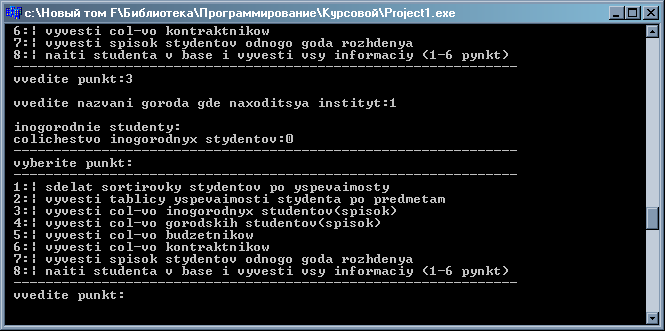 c:\Новый том F\Библиотека\Программирование\Курсовой\Project1.exe
6:| vyvesti col-vo kontraktnikow
7:| vyvesti spisok stydentov odnogo goda rozhdenya
8:| naiti studenta v base i vyvesti vsy informaciy (1-6 pynkt)
-------------------------------------------------------------
vvedite punkt:3
vvedite nazvani goroda gde naxoditsya instityt:1
inogorodnie studenty:
colichestvo inogorodnyx stydentov:0
-------------------------------------------------------------
vyberite punkt:
-------------------------------------------------------------
1:| sdelat sortirovky stydentov po yspevaimosty
2:| vyvesti tablicy yspevaimosti studenta po predmetam
3:| vyvesti col-vo inogorodnyx studentov(spisok)
4:| vyvesti col-vo gorodskih studentov(spisok)
5:| vyvesti col-vo budzetnikow
6:| vyvesti col-vo kontraktnikow
7:| vyvesti spisok stydentov odnogo goda rozhdenya
8:| naiti studenta v base i vyvesti vsy informaciy (1-6 pynkt)
-------------------------------------------------------------
vvedite punkt: